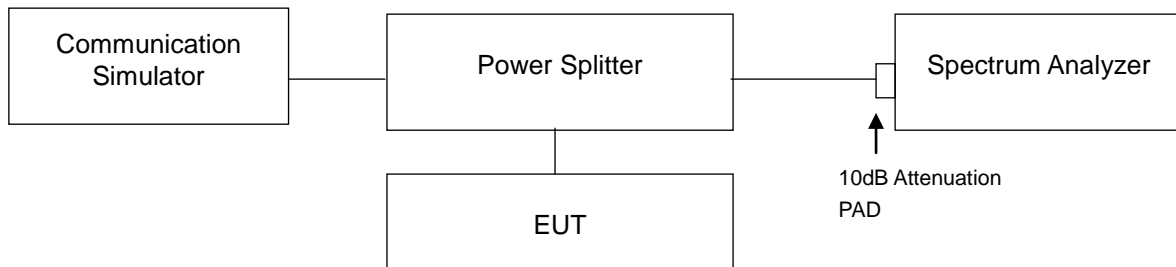 Communication
Simulator
Power Splitter
Spectrum Analyzer
10dB Attenuation
PAD
EUT